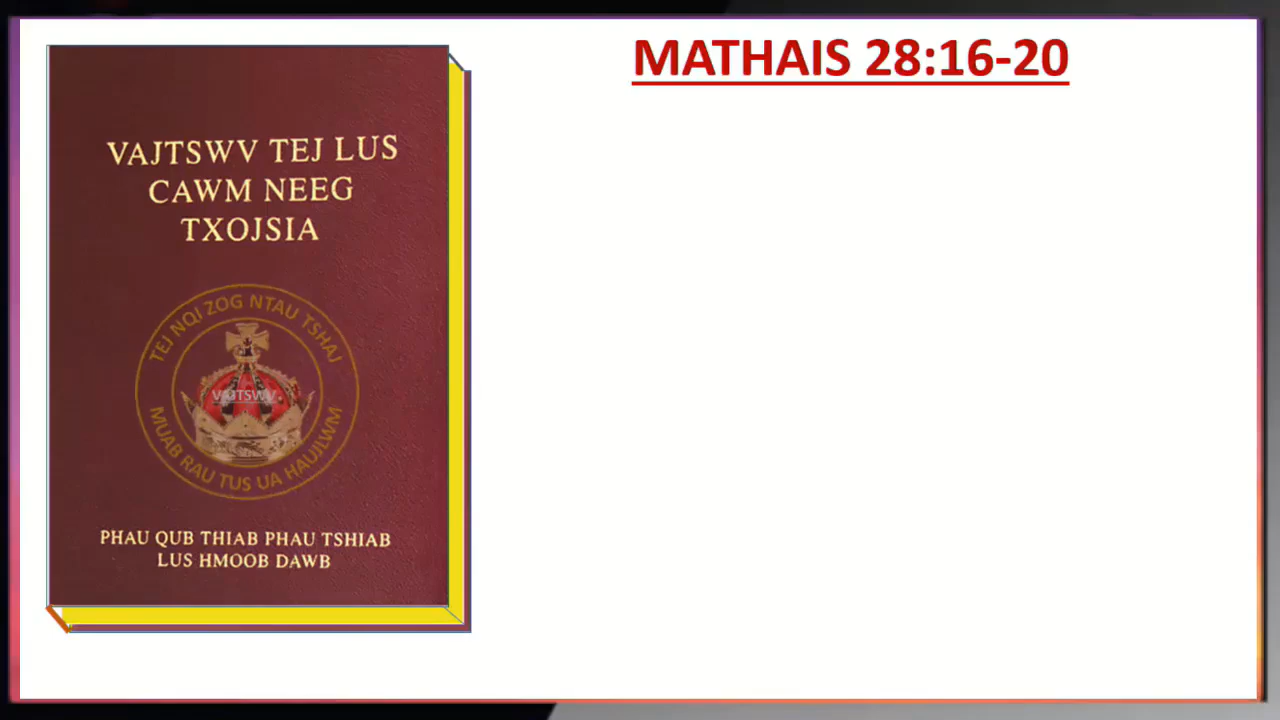 MATHAIS 28:16-20
VAJTSWV TEJ LUS
CAWM NEEG
TXOJSIA
TEJ NQI ZOG NTAU TSHAJ
VAJTSWV
MUAB RAU TUS UA HAUJLWM
PHAU QUB THIAB PHAU TSHIAB
LUS HMOOB DAWB